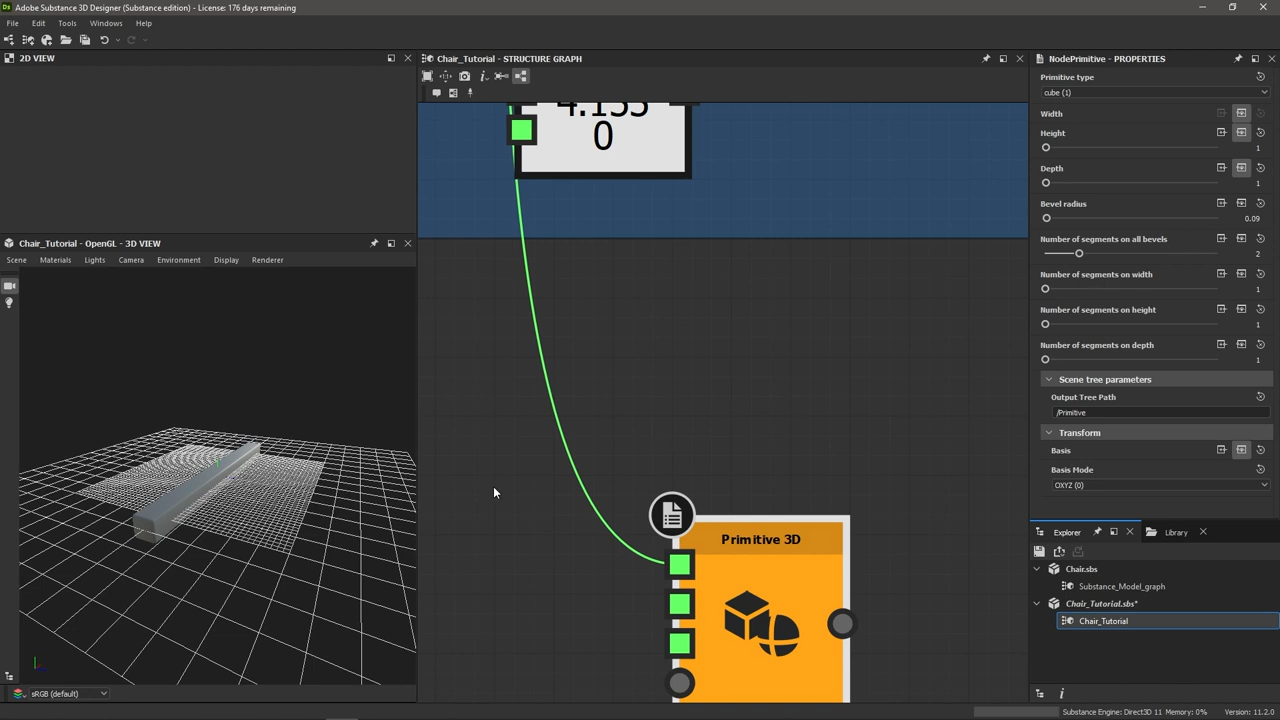 Adobe Substance 3D Designer (Substance edition) - License: 176 days remaining
File Edit Tools Windows Help
2D VIEW
Chair_Tutorial - OpenGL - 3D VIEW
Scene Materials Lights Camera Environment Display Renderer
sRGB (default)
Chair_Tutorial - STRUCTURE GRAPH
4.155
0
Primitive 3D
NodePrimitive - PROPERTIES
Primitive type
cube (1)
Width
Height
1
Depth
1
Bevel radius
0.09
Number of segments on all bevels
2
Number of segments on width
1
Number of segments on height
1
Number of segments on depth
1
Scene tree parameters
Output Tree Path
/Primitive
Transform
Basis
Basis Mode
OXYZ (0)
Explorer Library
Chair.sbs
Substance_Model_graph
Chair_Tutorial.sbs*
Chair_Tutorial
Substance Engine: Direct3D 11 Memory: 0% Version: 11.2.0